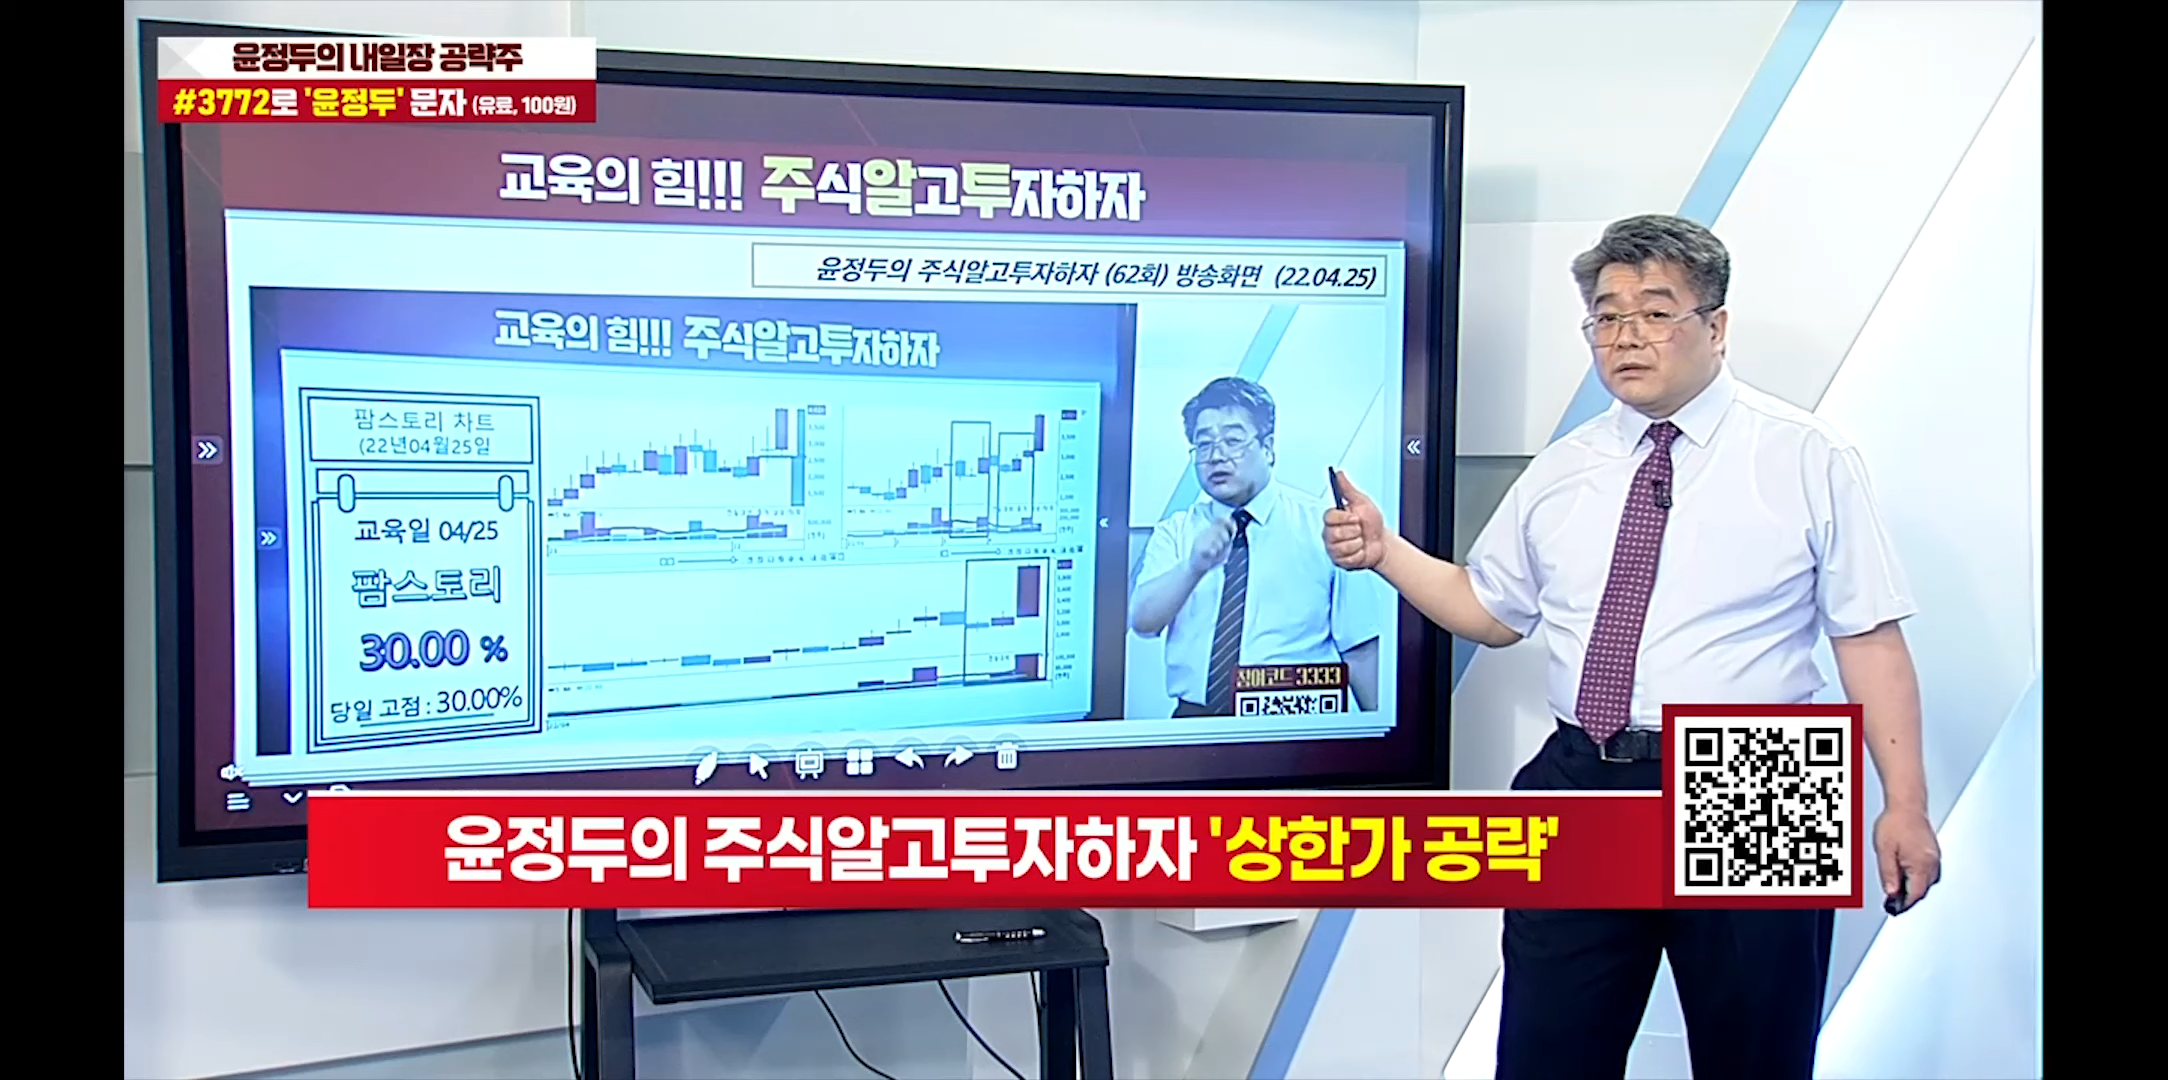 윤정두의 내일장 공략주
#3772로 '윤정두' 문자 (유료, 100원)
교육의 힘!!! 주식알고투자하자
윤정두의 주식알고투자하자 (62회) 방송화면 (22.04.25)
교육의 힘!!! 주식알고투자하자
팜스토리 차트
(22년04월25일
교육일 04/25
팜스토리
30.00 %
당일 고점 : 30.00%
참여코드 3333
윤정두의 주식알고투자하자 '상한가 공략'